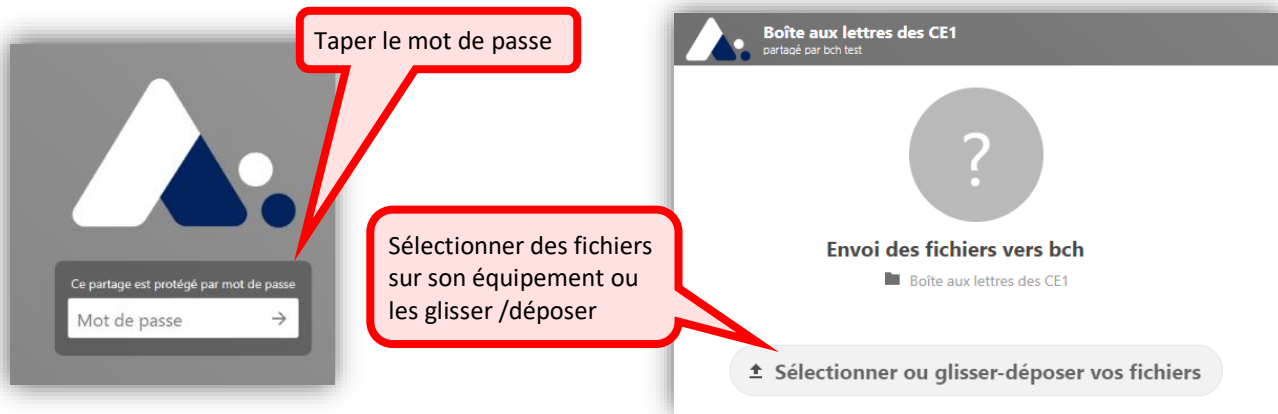 Taper le mot de passe
Ce partage est protégé par mot de passe
Mot de passe
Sélectionner des fichiers
sur son équipement ou
les glisser /déposer
Boîte aux lettres des CE1
partagé par bch test
?
Envoi des fichiers vers bch
Boîte aux lettres des CE1
Sélectionner ou glisser-déposer vos fichiers